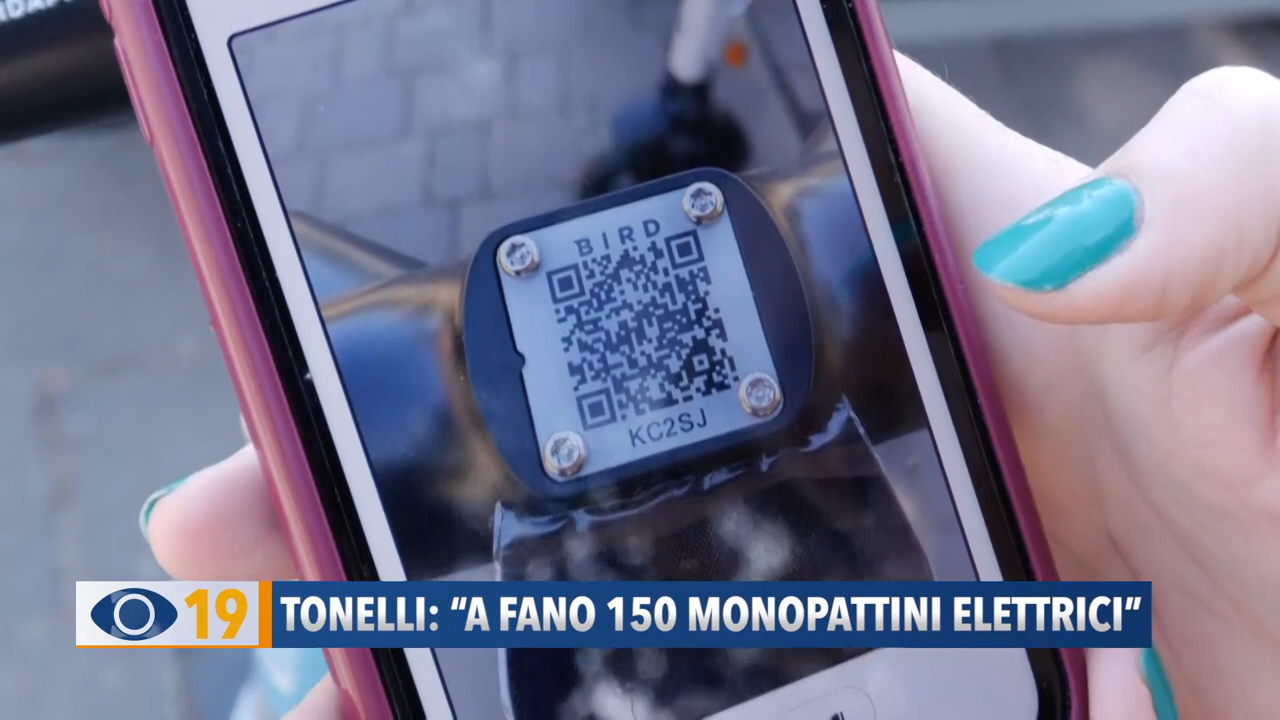 BIRD
KC2SJ
19
TONELLI: “A FANO 150 MONOPATTINI ELETTRICI”